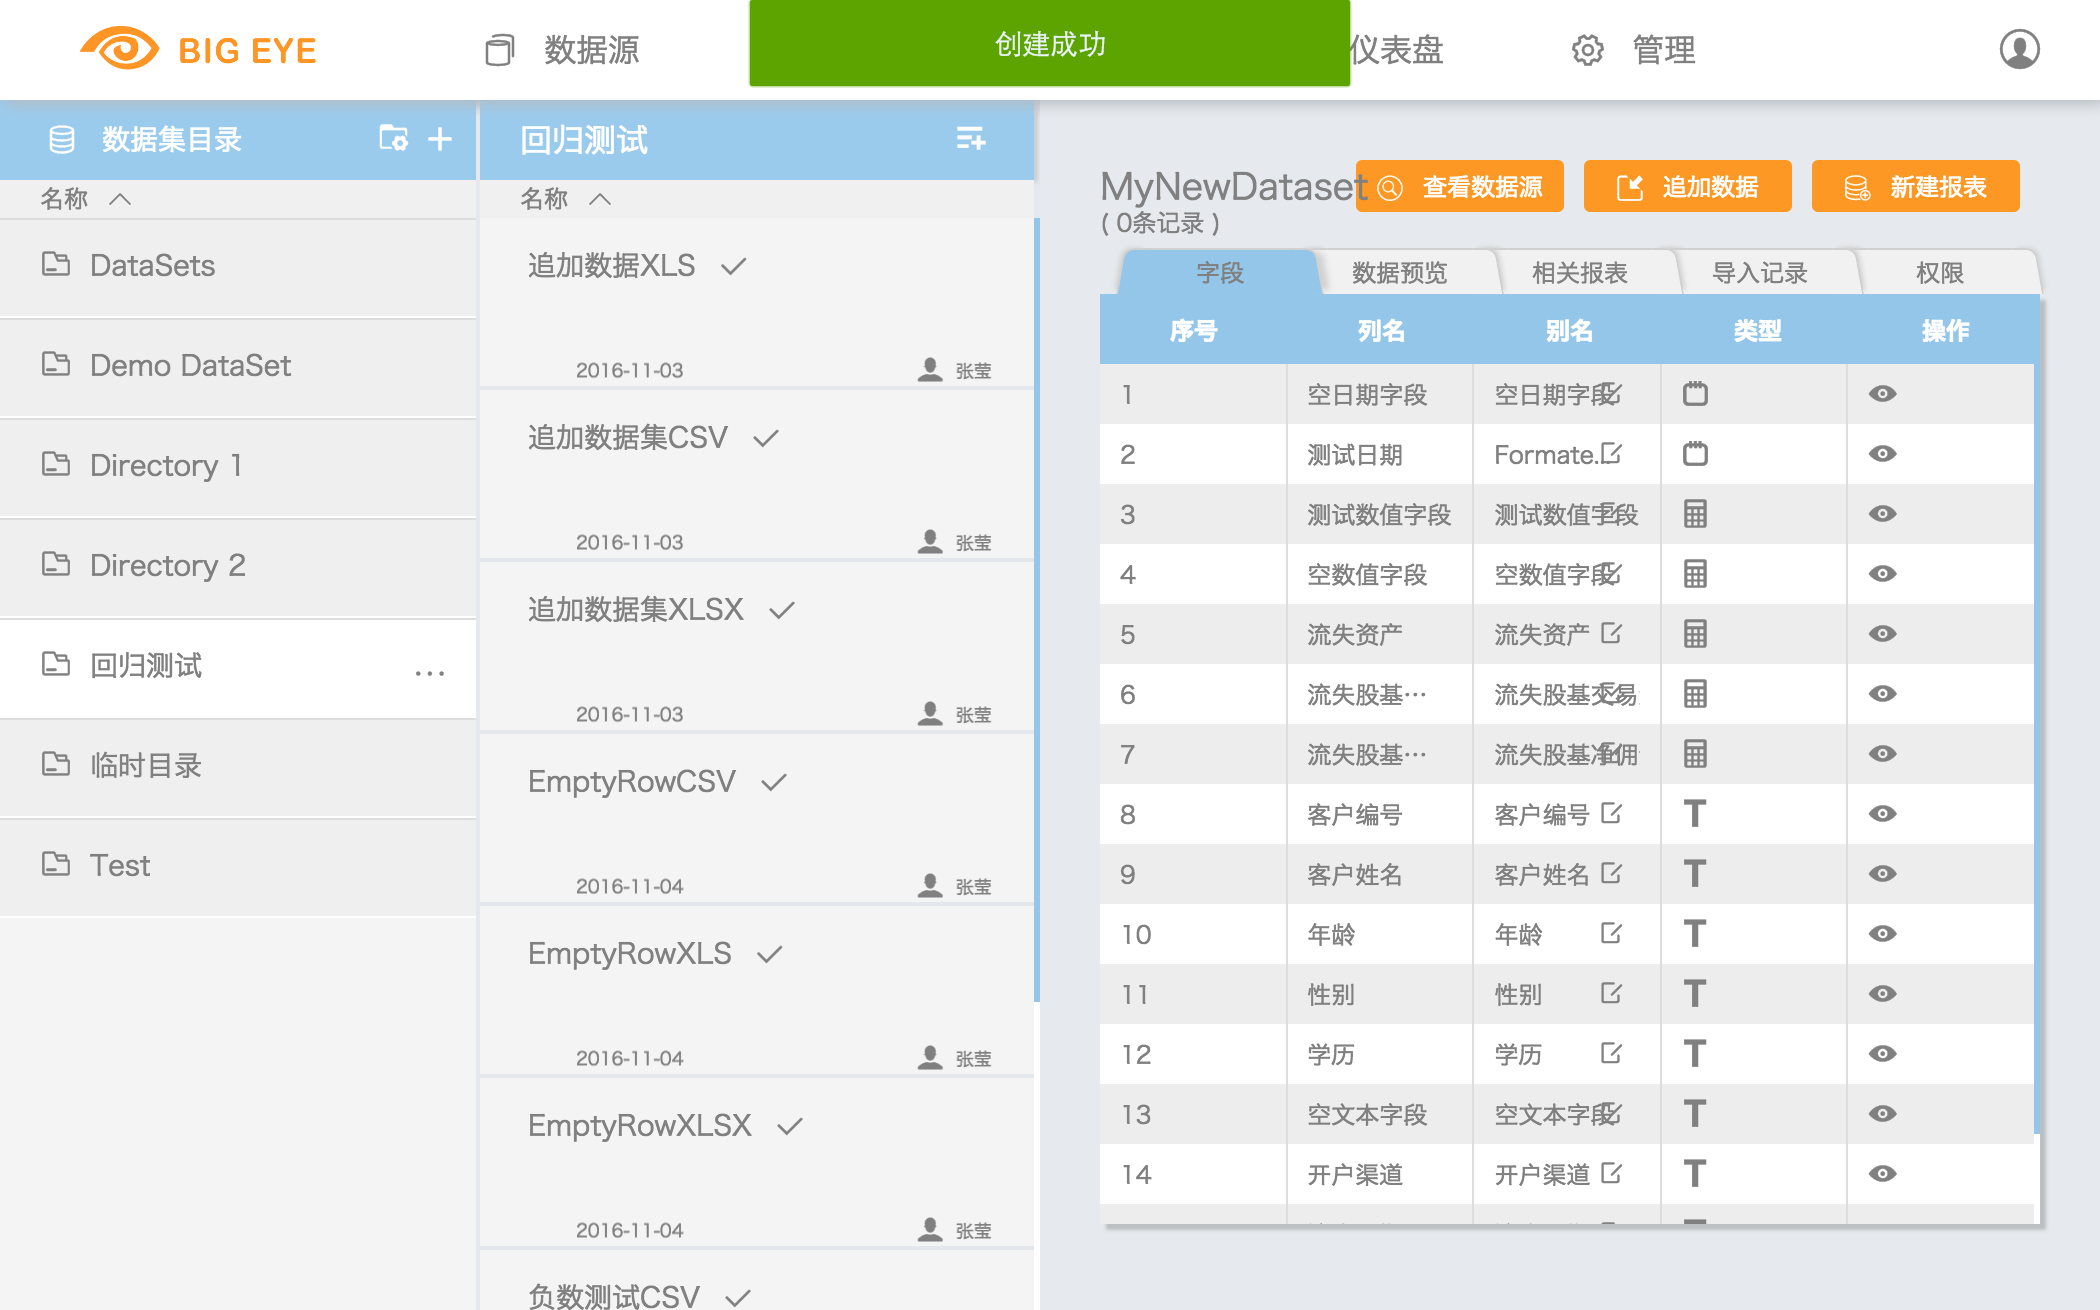 BIG EYE
数据源
创建成功
仪表盘
管理
数据集目录
名称
DataSets
Demo DataSet
Directory 1
Directory 2
回归测试
...
临时目录
Test
回归测试
名称
追加数据XLS
2016-11-03
张莹
追加数据集CSV
2016-11-03
张莹
追加数据集XLSX
2016-11-03
张莹
EmptyRowCSV
2016-11-04
张莹
EmptyRowXLS
2016-11-04
张莹
EmptyRowXLSX
2016-11-04
张莹
负数测试CSV
MyNewDataset
(0条记录)
查看数据源
追加数据
新建报表
字段 数据预览 相关报表 导入记录 权限
序号 列名 别名 类型 操作
1 空日期字段 空日期字段
2 测试日期 Formate...
3 测试数值字段 测试数值字段
4 空数值字段 空数值字段
5 流失资产 流失资产
6 流失股基… 流失股基交易
7 流失股基… 流失股基净佣
8 客户编号 客户编号
9 客户姓名 客户姓名
10 年龄 年龄
11 性别 性别
12 学历 学历
13 空文本字段 空文本字段
14 开户渠道 开户渠道